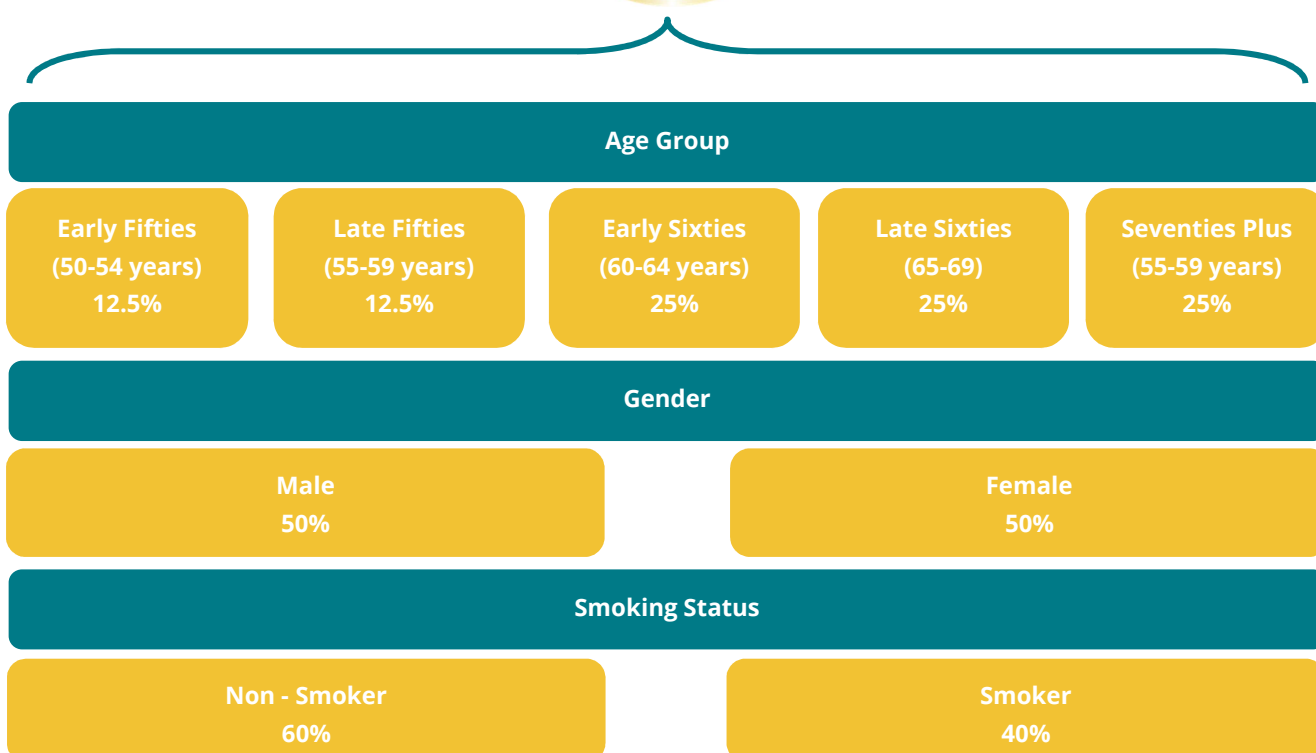 Age Group
Early Fifties
(50-54 years)
12.5%
Late Fifties
(55-59 years)
12.5%
Early Sixties
(60-64 years)
25%
Late Sixties
(65-69)
25%
Seventies Plus
(55-59 years)
25%
Gender
Male
50%
Female
50%
Smoking Status
Non - Smoker
60%
Smoker
40%